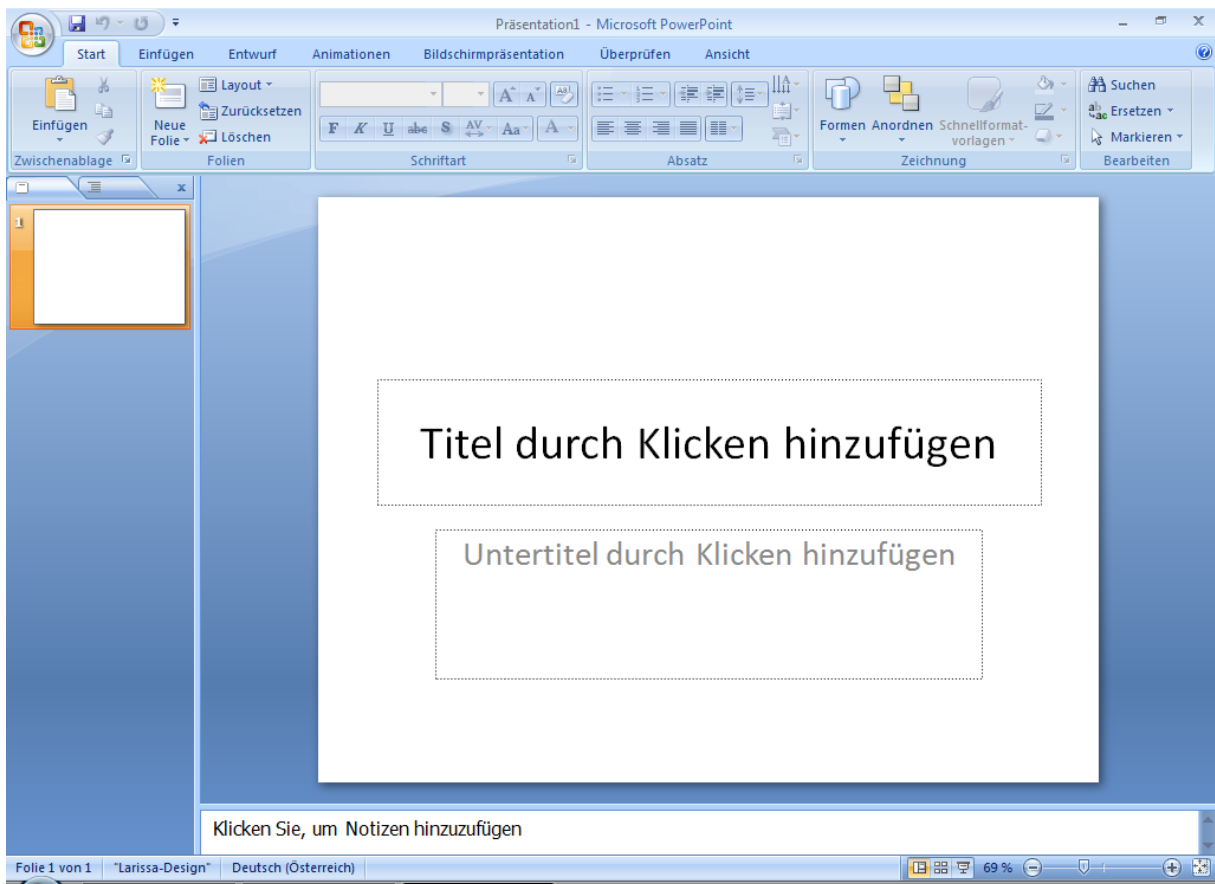 Präsentation1 - Microsoft PowerPoint
Start Einfügen Entwurf Animationen Bildschirmpräsentation Überprüfen Ansicht
Einfügen
Zwischenablage
Neue
Folie
Layout
Zurücksetzen
Löschen
Folien
F K U abe S AV Aa A
Schriftart
Absatz
Formen Anordnen Schnellformat-
vorlagen
Zeichnung
Suchen
Ersetzen
Markieren
Bearbeiten
1
Titel durch Klicken hinzufügen
Untertitel durch Klicken hinzufügen
Klicken Sie, um Notizen hinzuzufügen
Folie 1 von 1 "Larissa-Design" Deutsch (Österreich) 69 %